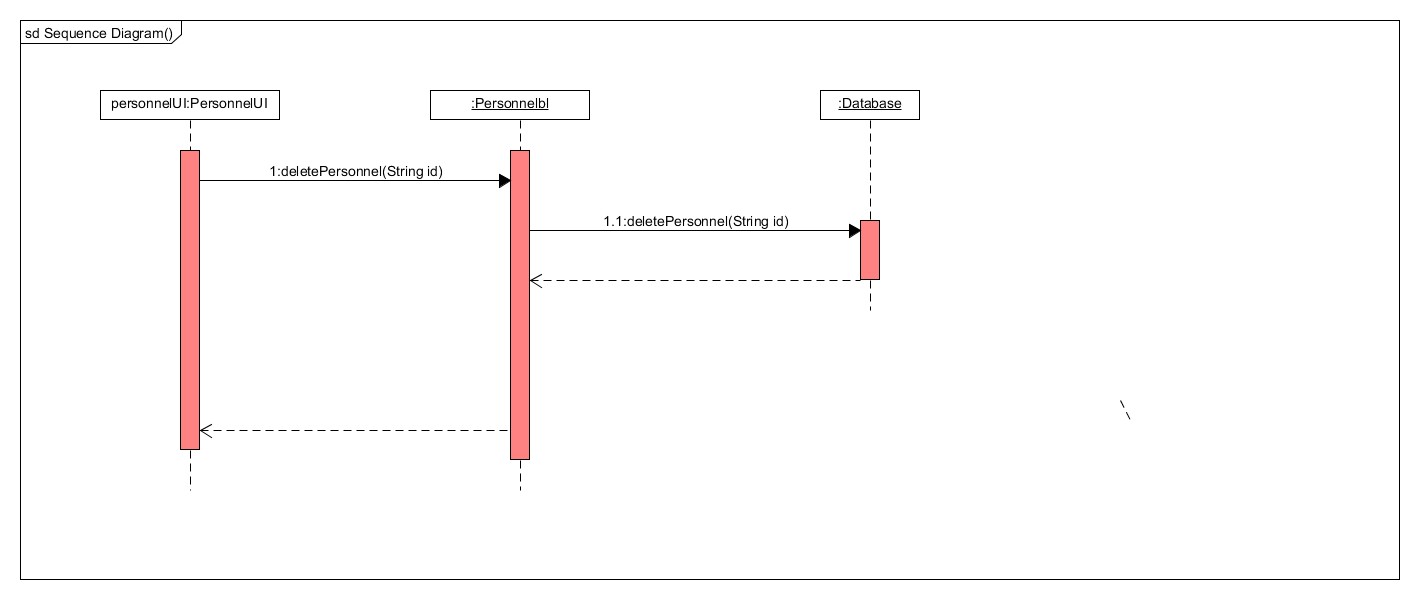 sd Sequence Diagram()
personnelUI:PersonnelUI
:Personnelbl
:Database
1:deletePersonnel(String id)
1.1:deletePersonnel(String id)